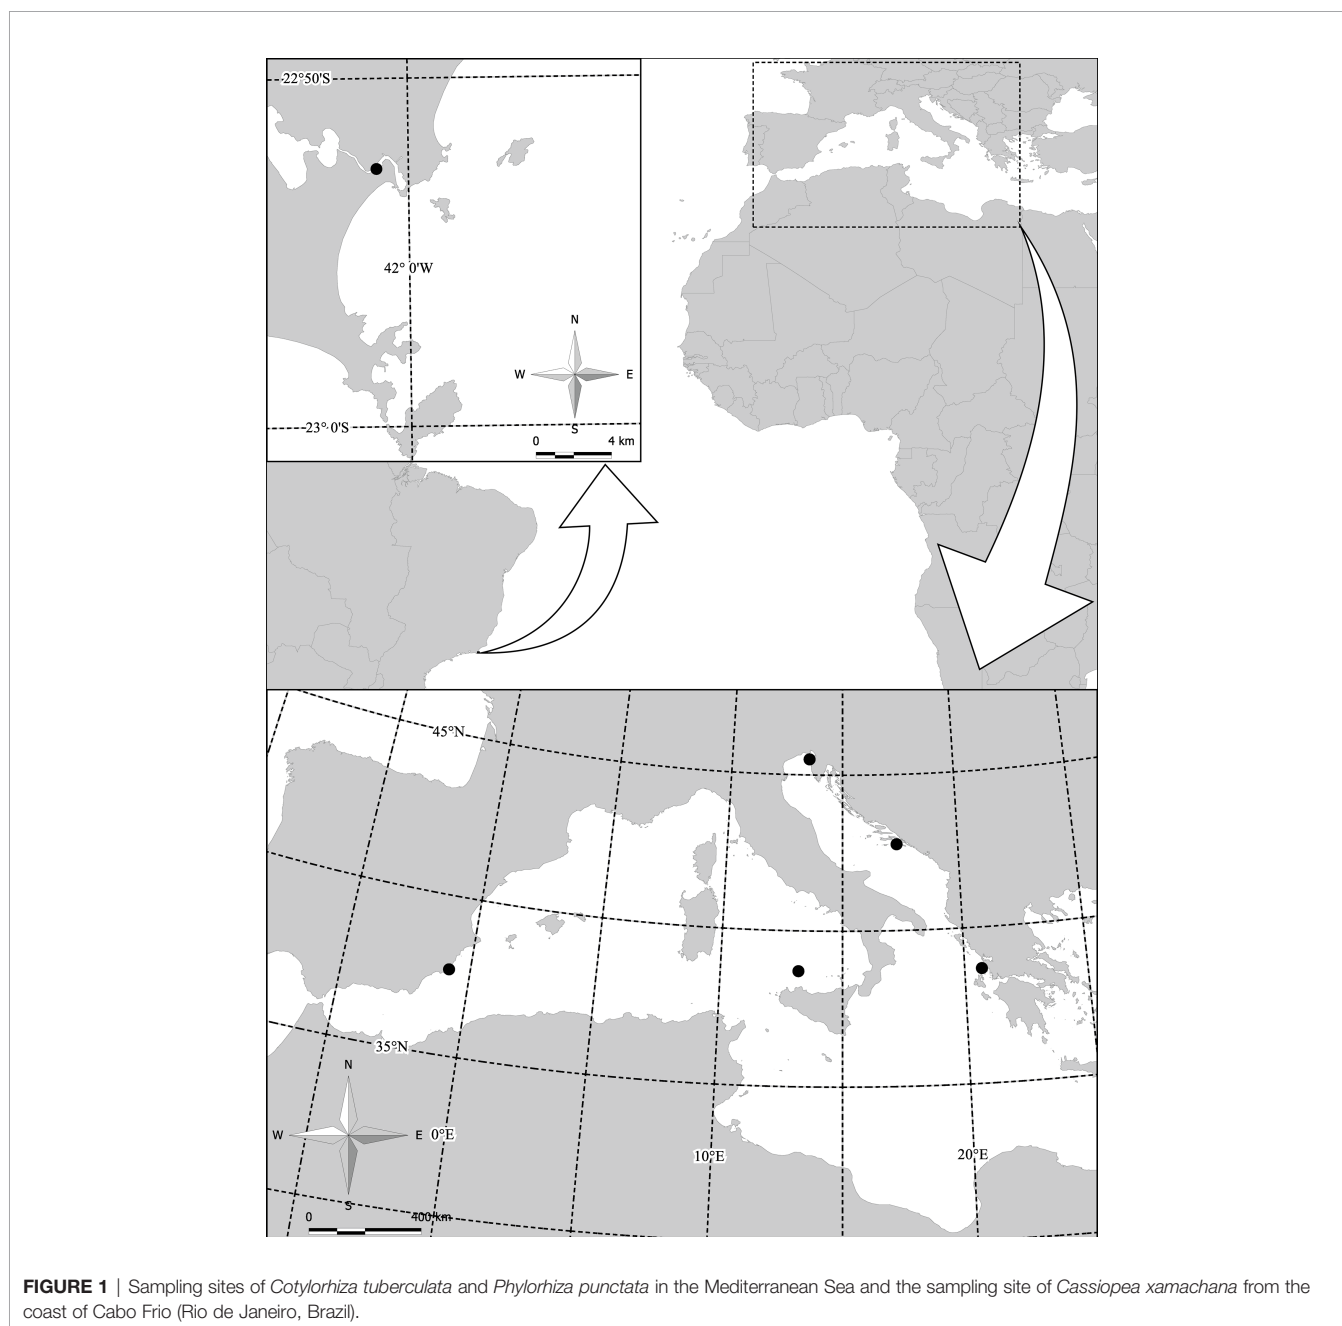 22°50'S
42° 0'W
N
W E
S
23° 0'S
0 4 km
45°N
35°N
N
W E
0°E
S
10°E
20°E
0 400 km
FIGURE 1 | Sampling sites of Cotylorhiza tuberculata and Phylorhiza punctata in the Mediterranean Sea and the sampling site of Cassiopea xamachana from the
coast of Cabo Frio (Rio de Janeiro, Brazil).